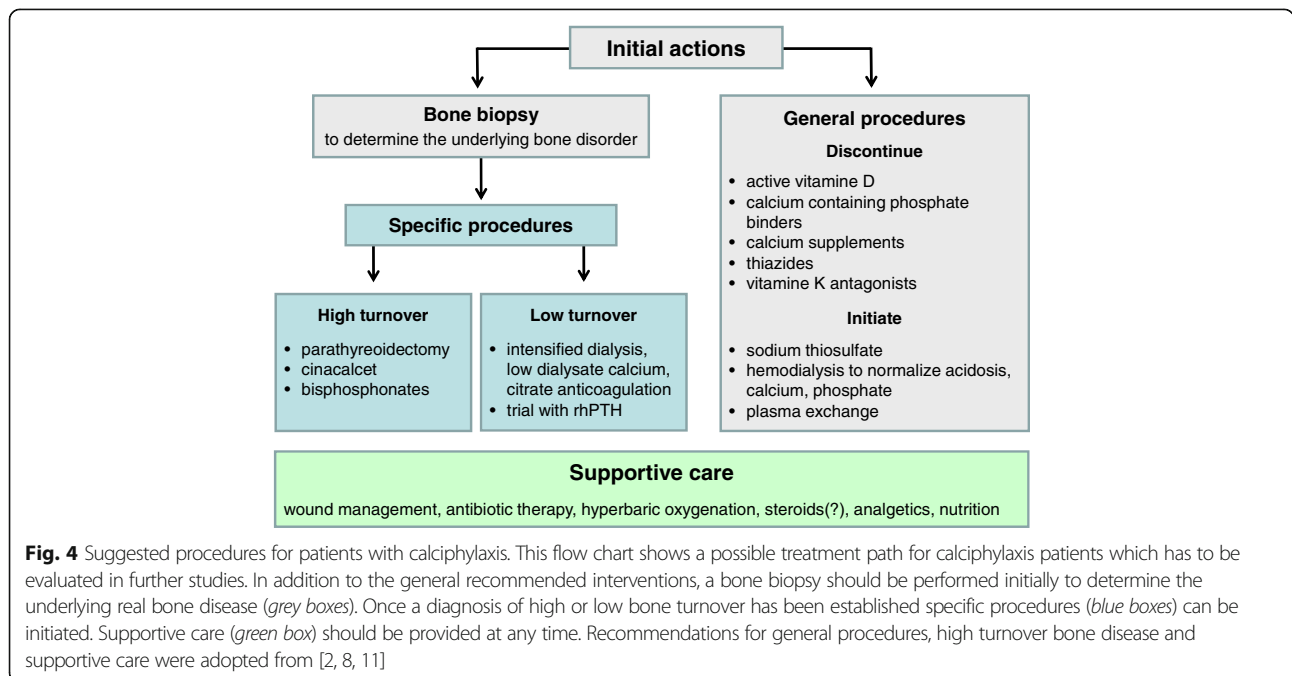 Initial actions
Bone biopsy
to determine the underlying bone disorder
Specific procedures
High turnover
• parathyreoidectomy
• cinacalcet
• bisphosphonates
Low turnover
• intensified dialysis,
low dialysate calcium,
citrate anticoagulation
• trial with rhPTH
General procedures
Discontinue
• active vitamine D
• calcium containing phosphate
binders
• calcium supplements
• thiazides
• vitamine K antagonists
Initiate
• sodium thiosulfate
• hemodialysis to normalize acidosis,
calcium, phosphate
• plasma exchange
Supportive care
wound management, antibiotic therapy, hyperbaric oxygenation, steroids(?), analgetics, nutrition
Fig. 4 Suggested procedures for patients with calciphylaxis. This flow chart shows a possible treatment path for calciphylaxis patients which has to be
evaluated in further studies. In addition to the general recommended interventions, a bone biopsy should be performed initially to determine the
underlying real bone disease (grey boxes). Once a diagnosis of high or low bone turnover has been established specific procedures (blue boxes) can be
initiated. Supportive care (green box) should be provided at any time. Recommendations for general procedures, high turnover bone disease and
supportive care were adopted from [2, 8, 11]